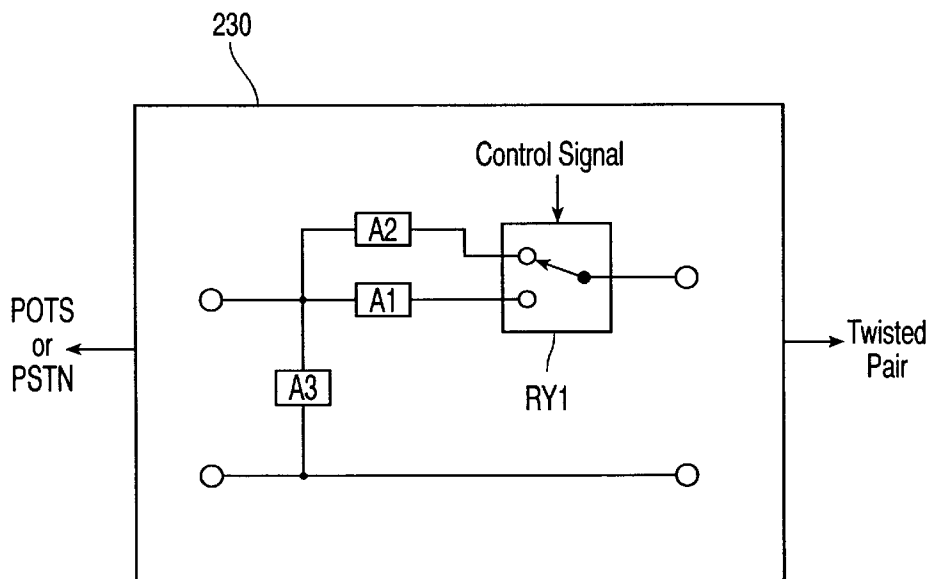 230
Control Signal
A2
A1
POTS
or
PSTN
A3
RY1
Twisted
Pair